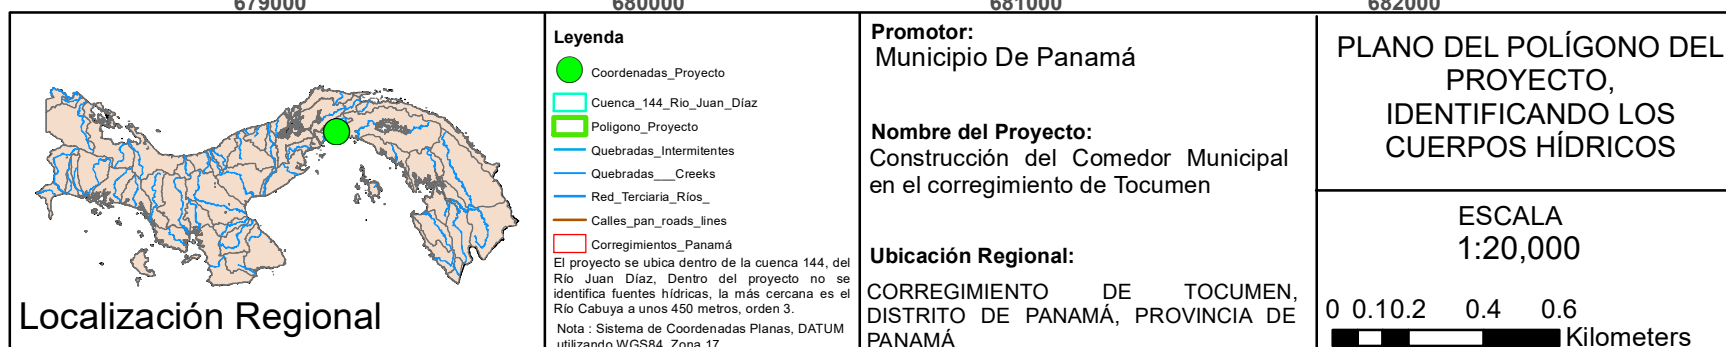 679000 680000 681000 682000
Localización Regional
Leyenda
Coordenadas_Proyecto
Cuenca_144_Rio_Juan_Díaz
Poligono_Proyecto
Quebradas_Intermitentes
Quebradas___Creeks
Red_Terciaria_Ríos_
Calles_pan_roads_lines
Corregimientos_Panamá
El proyecto se ubica dentro de la cuenca 144, del
Río Juan Díaz, Dentro del proyecto no se
identifica fuentes hídricas, la más cercana es el
Río Cabuya a unos 450 metros, orden 3.
Nota : Sistema de Coordenadas Planas, DATUM
utilizando WGS84, Zona 17
Promotor:
Municipio De Panamá
Nombre del Proyecto:
Construcción del Comedor Municipal
en el corregimiento de Tocumen
Ubicación Regional:
CORREGIMIENTO DE TOCUMEN,
DISTRITO DE PANAMÁ, PROVINCIA DE
PANAMÁ
PLANO DEL POLÍGONO DEL
PROYECTO,
IDENTIFICANDO LOS
CUERPOS HÍDRICOS
ESCALA
1:20,000
0 0.10.2 0.4 0.6
Kilometers